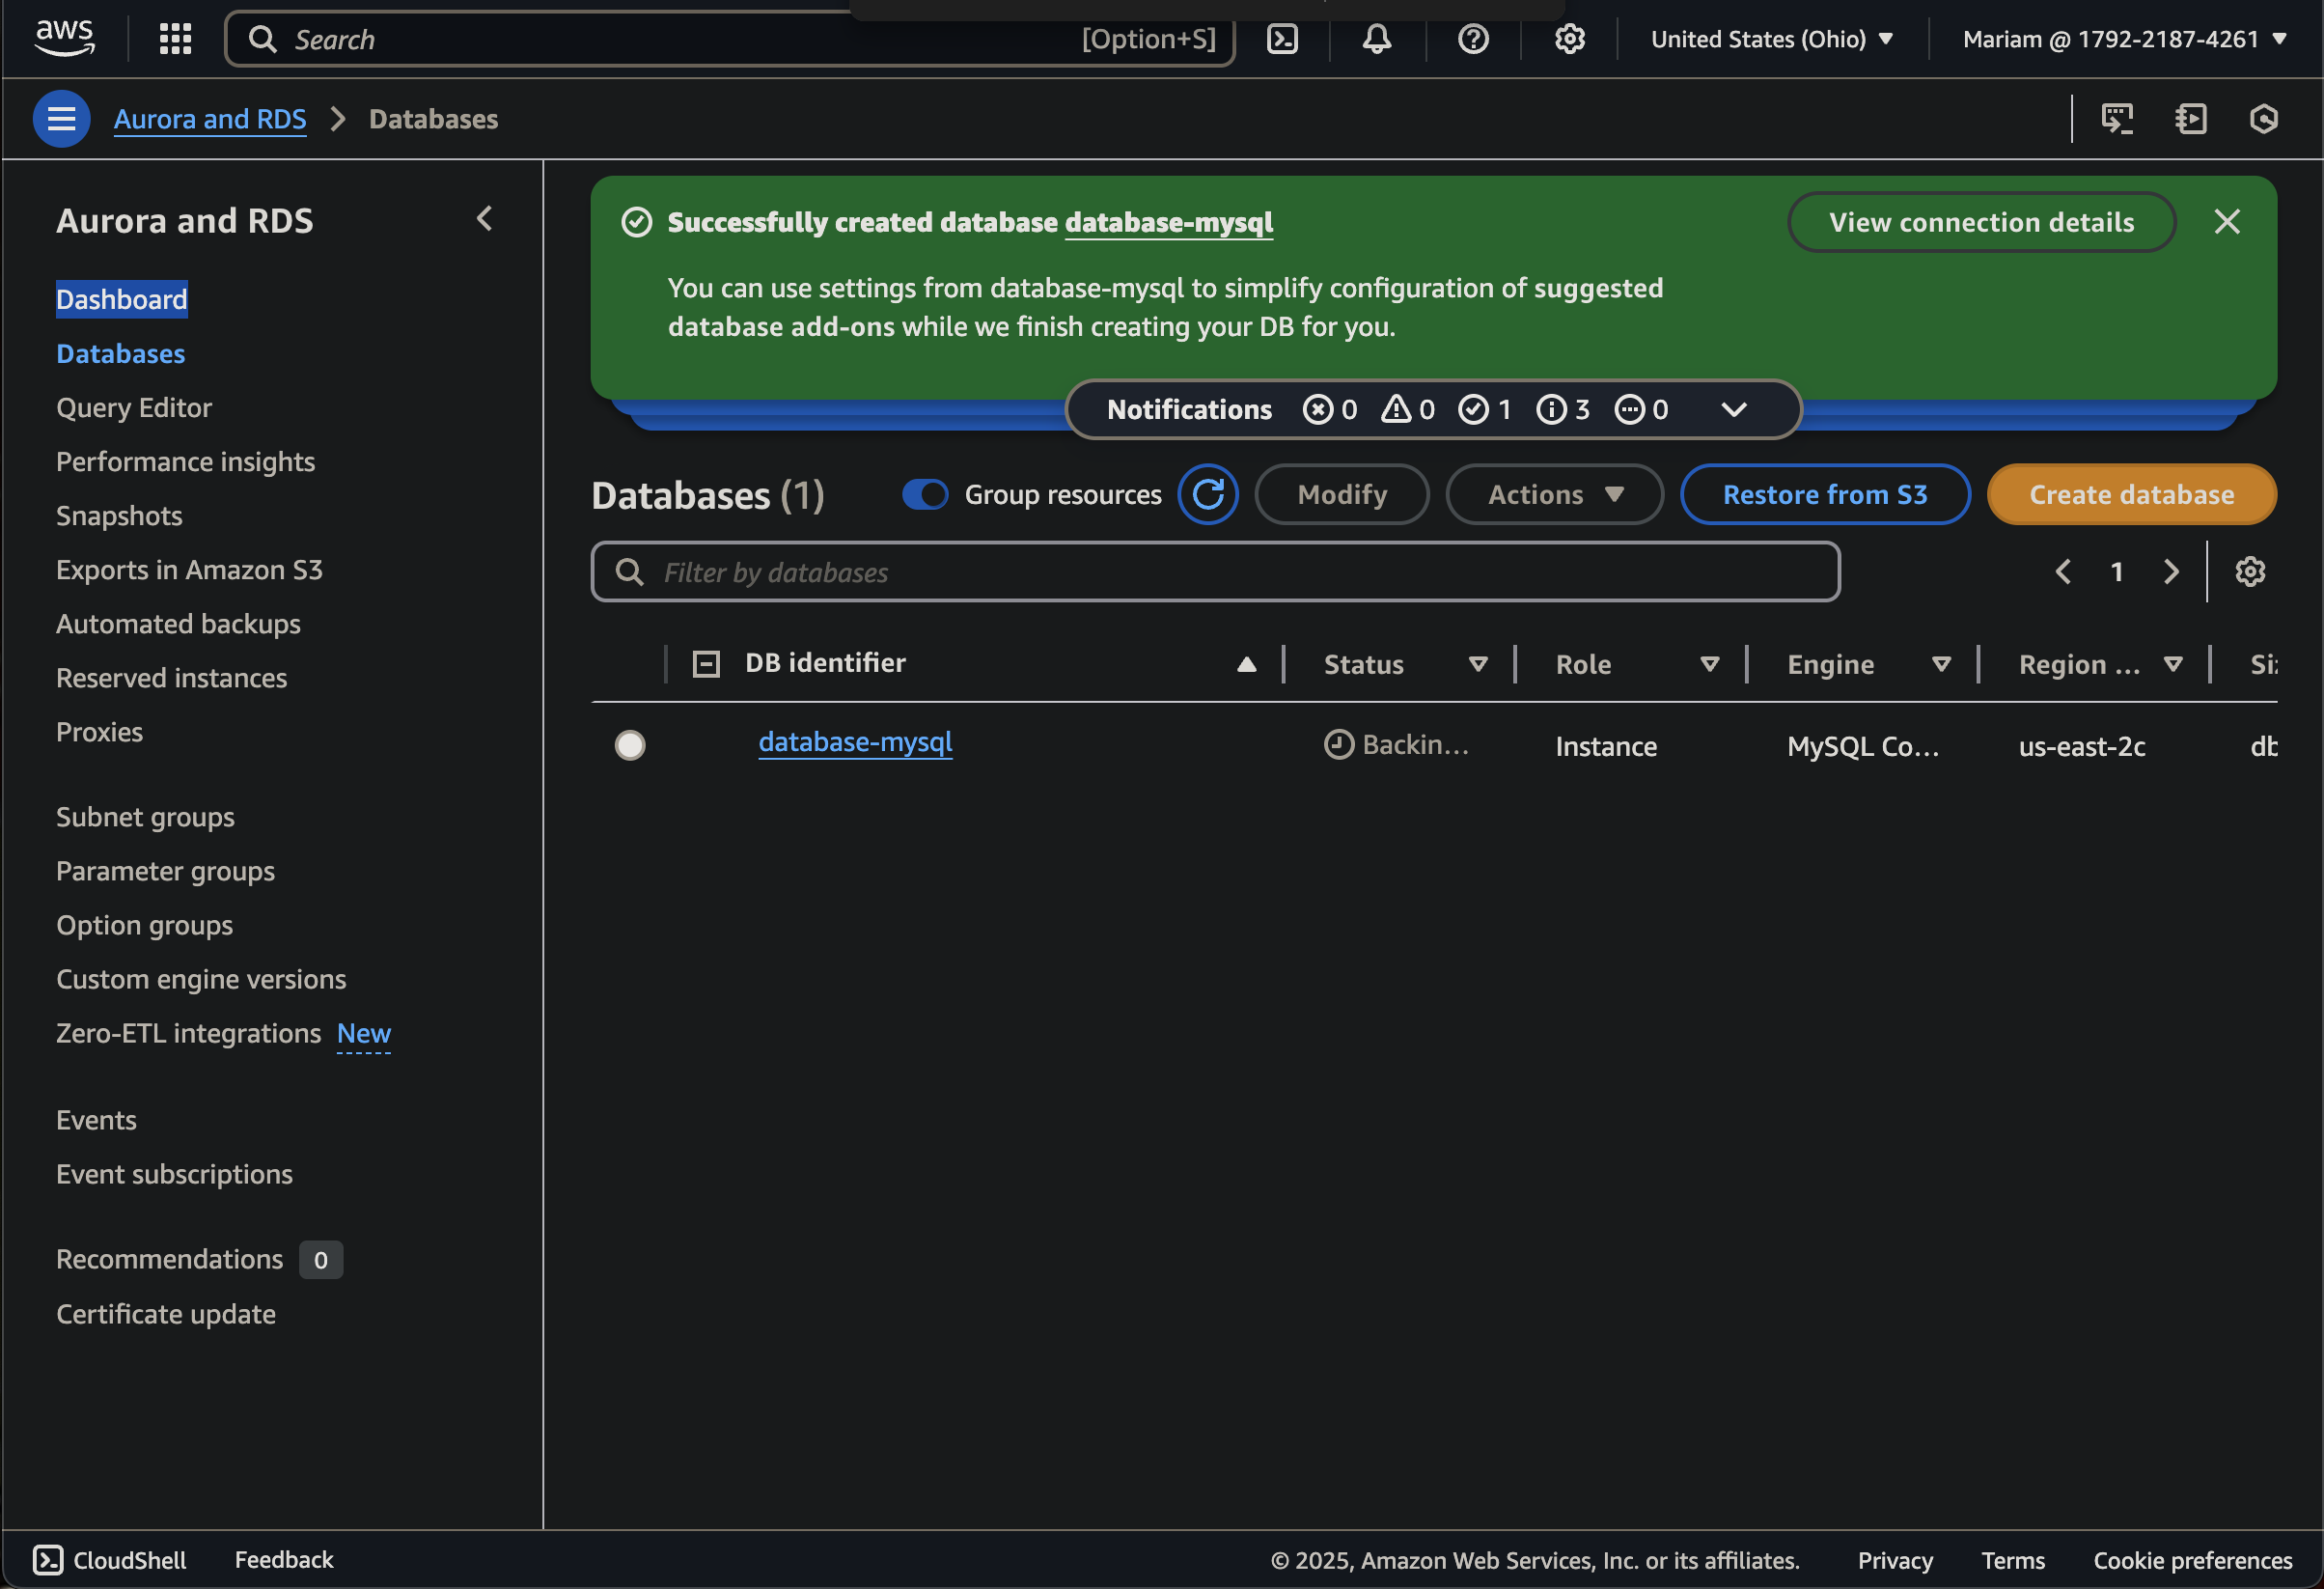 aws
Search
[Option+S]
United States (Ohio)
Mariam @ 1792-2187-4261
Aurora and RDS
Databases
Aurora and RDS
Dashboard
Databases
Query Editor
Performance insights
Snapshots
Exports in Amazon S3
Automated backups
Reserved instances
Proxies
Subnet groups
Parameter groups
Option groups
Custom engine versions
Zero-ETL integrations New
Events
Event subscriptions
Recommendations 0
Certificate update
Successfully created database database-mysql
View connection details
You can use settings from database-mysql to simplify configuration of suggested
database add-ons while we finish creating your DB for you.
Notifications 0 0 1 3 0
Databases (1)
Group resources
Modify
Actions
Restore from S3
Create database
Filter by databases
1
DB identifier Status Role Engine Region ... Si
database-mysql Backin... Instance MySQL Co... us-east-2c db
CloudShell Feedback
© 2025, Amazon Web Services, Inc. or its affiliates. Privacy Terms Cookie preferences